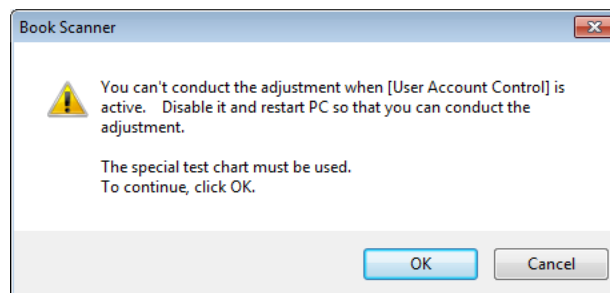 Book Scanner
You can't conduct the adjustment when [User Account Control] is
active.    Disable it and restart PC so that you can conduct the
adjustment.
The special test chart must be used.
To continue, click OK.
OK
Cancel